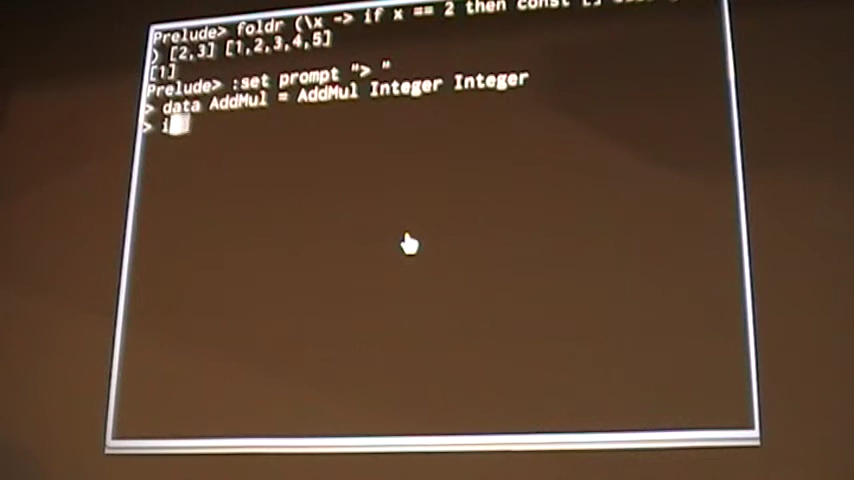 Prelude> foldr (\x -> if x == 2 then const []
) [2,3] [1,2,3,4,5]
[1]
Prelude> :set prompt "> "
> data AddMul = AddMul Integer Integer
> i